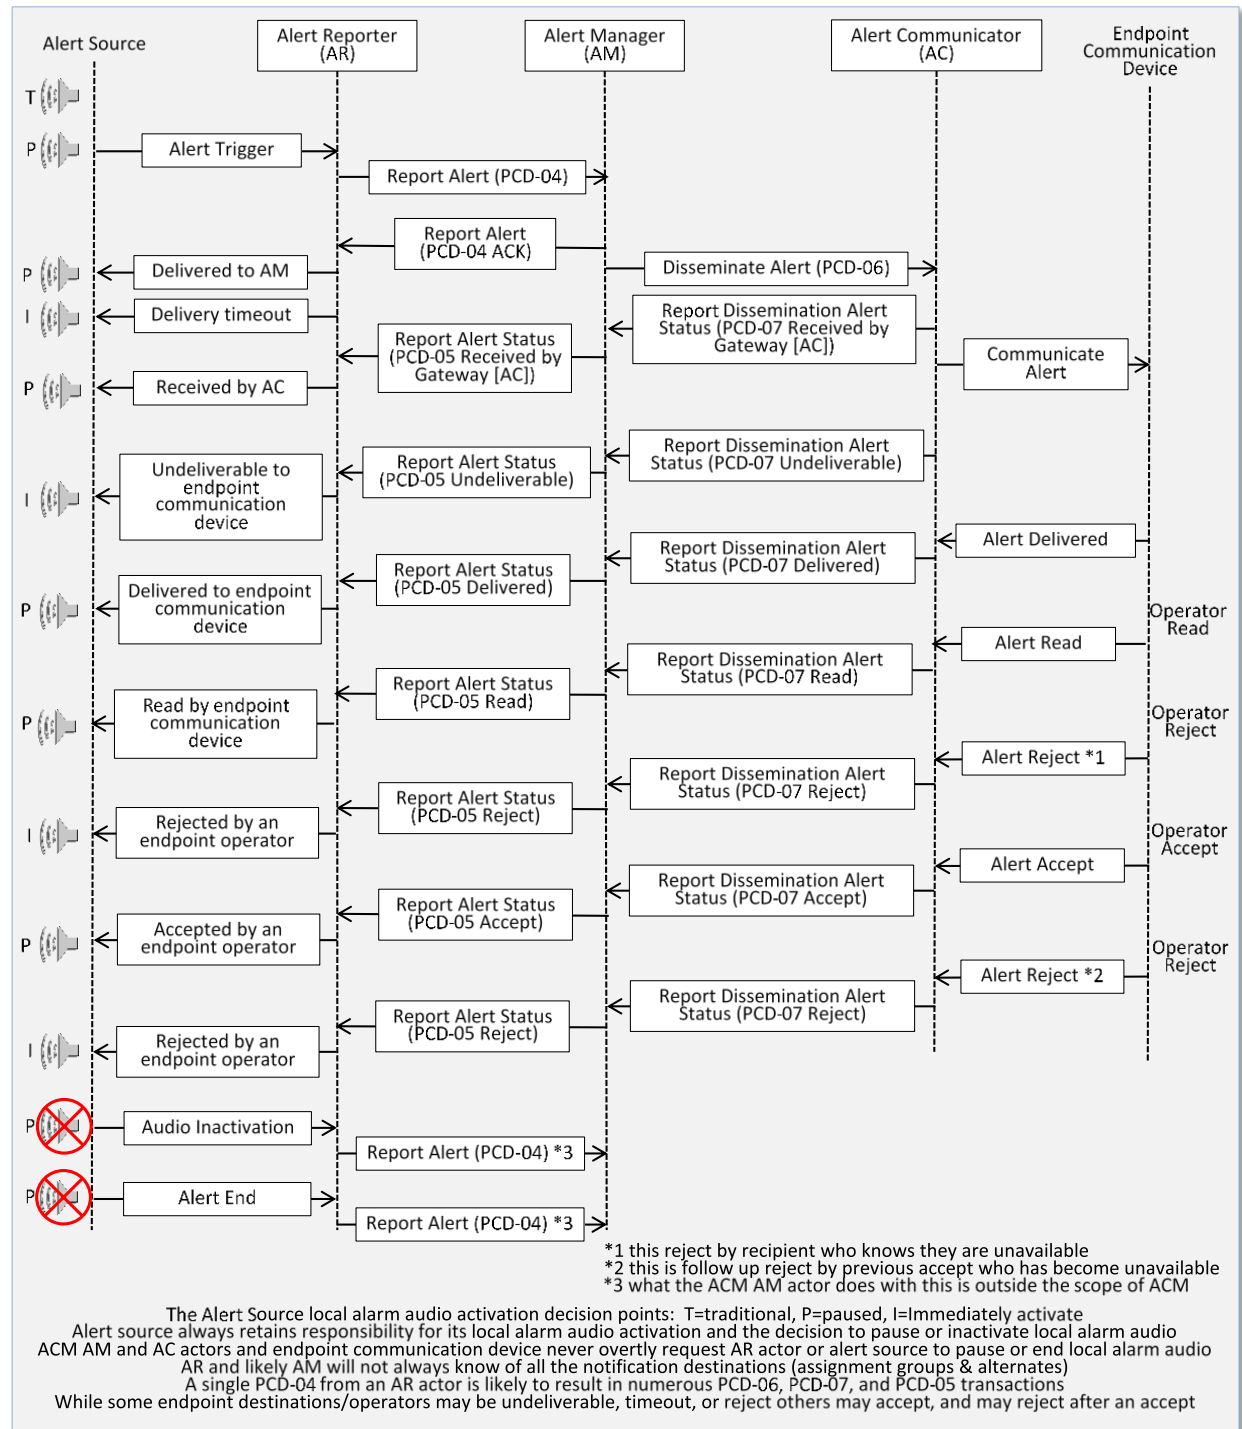 Alert Source
Alert Reporter
(AR)
Alert Manager
(AM)
Alert Communicator
(AC)
Endpoint
Communication
Device
T
P
Alert Trigger
Report Alert (PCD-04)
Report Alert
(PCD-04 ACK)
P
Delivered to AM
Disseminate Alert (PCD-06)
I
Delivery timeout
Report Dissemination Alert
Status (PCD-07 Received by
Gateway [AC])
Report Alert Status
(PCD-05 Received by
Gateway [AC])
Communicate
Alert
P
Received by AC
Report Dissemination Alert
Status (PCD-07 Undeliverable)
Report Alert Status
(PCD-05 Undeliverable)
I
Undeliverable to
endpoint
communication
device
Alert Delivered
Report Dissemination Alert
Status (PCD-07 Delivered)
Report Alert Status
(PCD-05 Delivered)
P
Delivered to endpoint
communication
device
Operator
Read
Alert Read
Report Dissemination Alert
Status (PCD-07 Read)
Report Alert Status
(PCD-05 Read)
P
Read by endpoint
communication
device
Operator
Reject
Alert Reject *1
Report Dissemination Alert
Status (PCD-07 Reject)
Report Alert Status
(PCD-05 Reject)
I
Rejected by an
endpoint operator
Operator
Accept
Alert Accept
Report Dissemination Alert
Status (PCD-07 Accept)
Report Alert Status
(PCD-05 Accept)
P
Accepted by an
endpoint operator
Operator
Reject
Alert Reject *2
Report Dissemination Alert
Status (PCD-07 Reject)
Report Alert Status
(PCD-05 Reject)
I
Rejected by an
endpoint operator
P
Audio Inactivation
Report Alert (PCD-04) *3
P
Alert End
Report Alert (PCD-04) *3
*1 this reject by recipient who knows they are unavailable
*2 this is follow up reject by previous accept who has become unavailable
*3 what the ACM AM actor does with this is outside the scope of ACM
The Alert Source local alarm audio activation decision points: T=traditional, P=paused, I=Immediately activate
Alert source always retains responsibility for its local alarm audio activation and the decision to pause or inactivate local alarm audio
ACM AM and AC actors and endpoint communication device never overtly request AR actor or alert source to pause or end local alarm audio
AR and likely AM will not always know of all the notification destinations (assignment groups & alternates)
A single PCD-04 from an AR actor is likely to result in numerous PCD-06, PCD-07, and PCD-05 transactions
While some endpoint destinations/operators may be undeliverable, timeout, or reject others may accept, and may reject after an accept